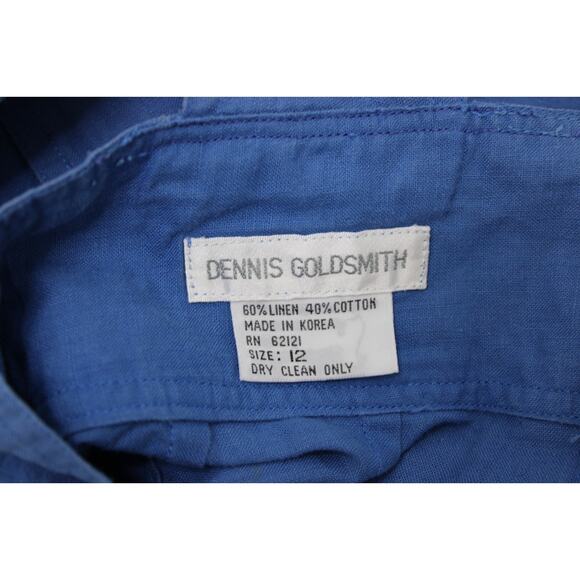 DENNIS GOLDSMITH
60% LINEN 40% COTTON
MADE IN KOREA
RN 62121
SIZE: 12
DRY CLEAN ONLY